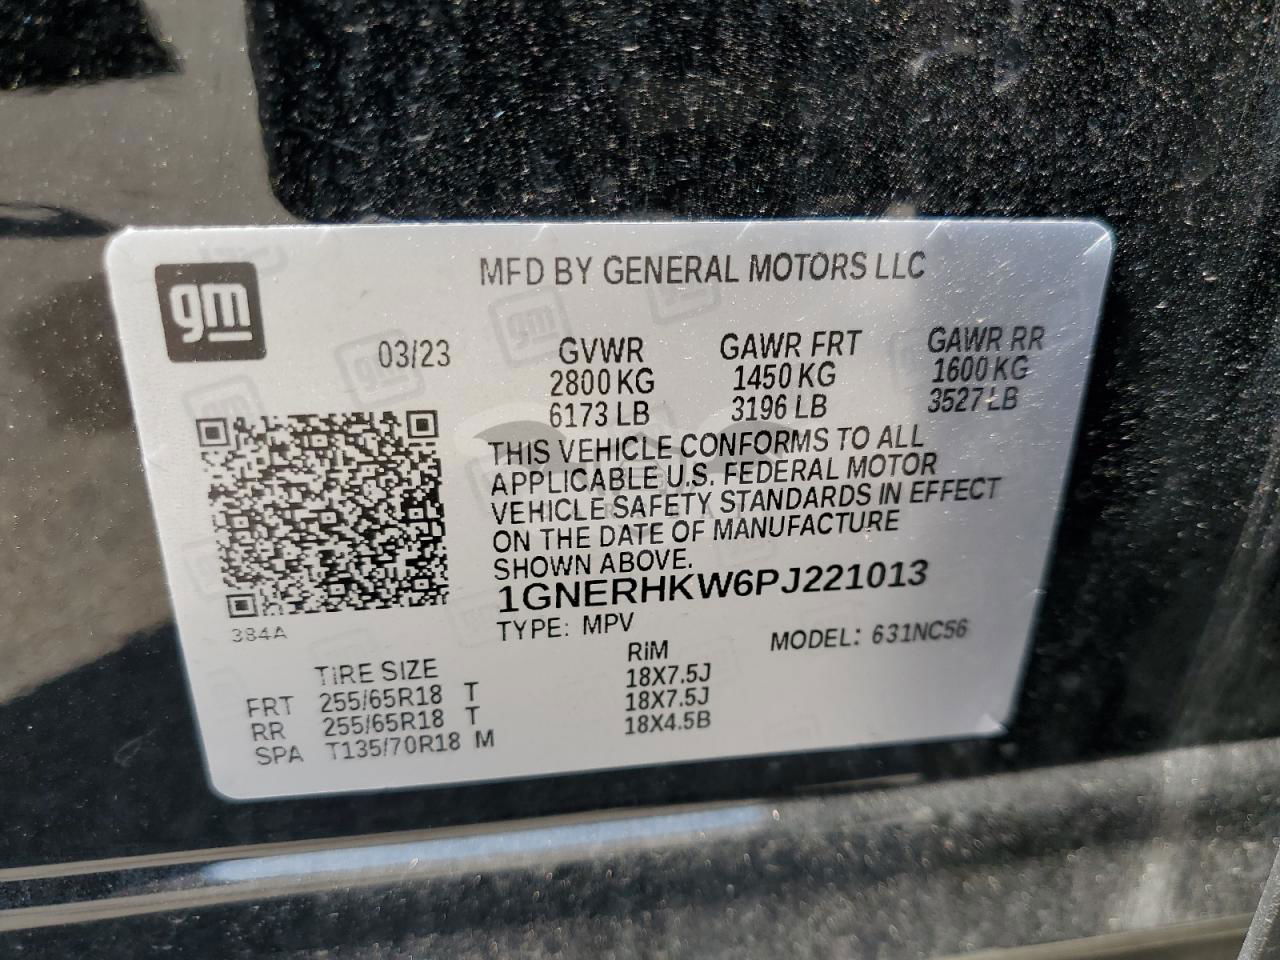 gm
MFD BY GENERAL MOTORS LLC
03/23
GVWR GAWR FRT GAWR RR
2800 KG 1450 KG 1600 KG
6173 LB 3196 LB 3527 LB
THIS VEHICLE CONFORMS TO ALL
APPLICABLE U.S. FEDERAL MOTOR
VEHICLE SAFETY STANDARDS IN EFFECT
ON THE DATE OF MANUFACTURE
SHOWN ABOVE.
1GNERHKW6PJ221013
384A
TYPE: MPV MODEL: 631NC56
TIRE SIZE RIM
FRT 255/65R18 T 18X7.5J
RR 255/65R18 T 18X7.5J
SPA T135/70R18 M 18X4.5B